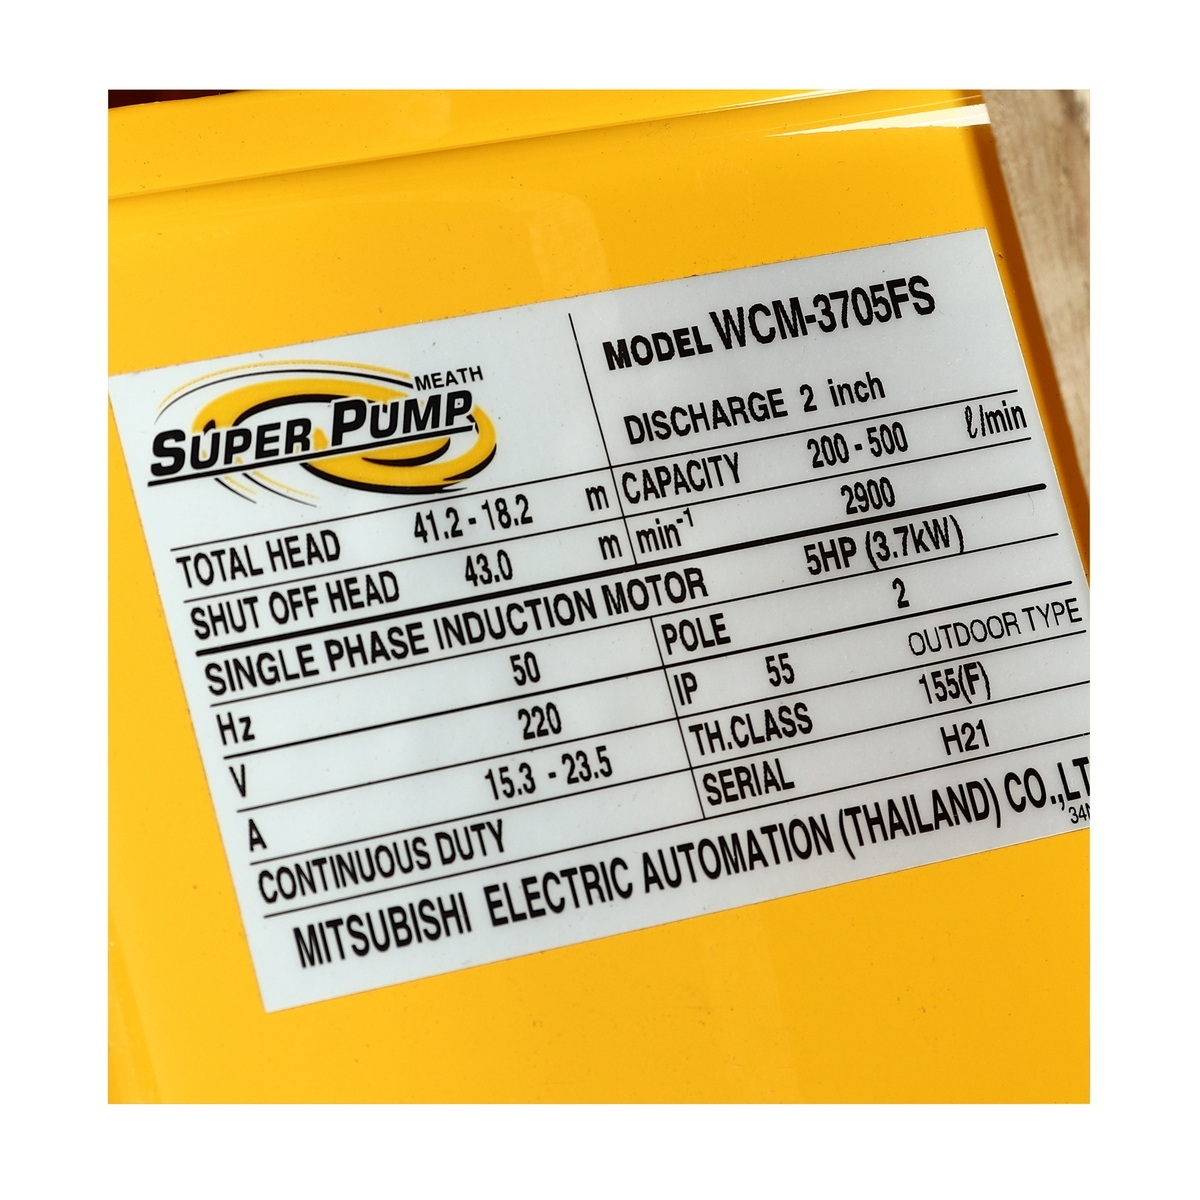 MEATH
SUPER PUMP
MODEL WCM-3705FS
DISCHARGE 2 inch
TOTAL HEAD 41.2 - 18.2 m CAPACITY 200 - 500 ℓ/min
SHUT OFF HEAD 43.0 m min⁻¹ 2900
SINGLE PHASE INDUCTION MOTOR 5HP (3.7kW)
Hz 50 POLE 2
V 220 IP 55 OUTDOOR TYPE
A 15.3 - 23.5 TH.CLASS 155(F)
CONTINUOUS DUTY SERIAL H21
MITSUBISHI ELECTRIC AUTOMATION (THAILAND) CO.,LT